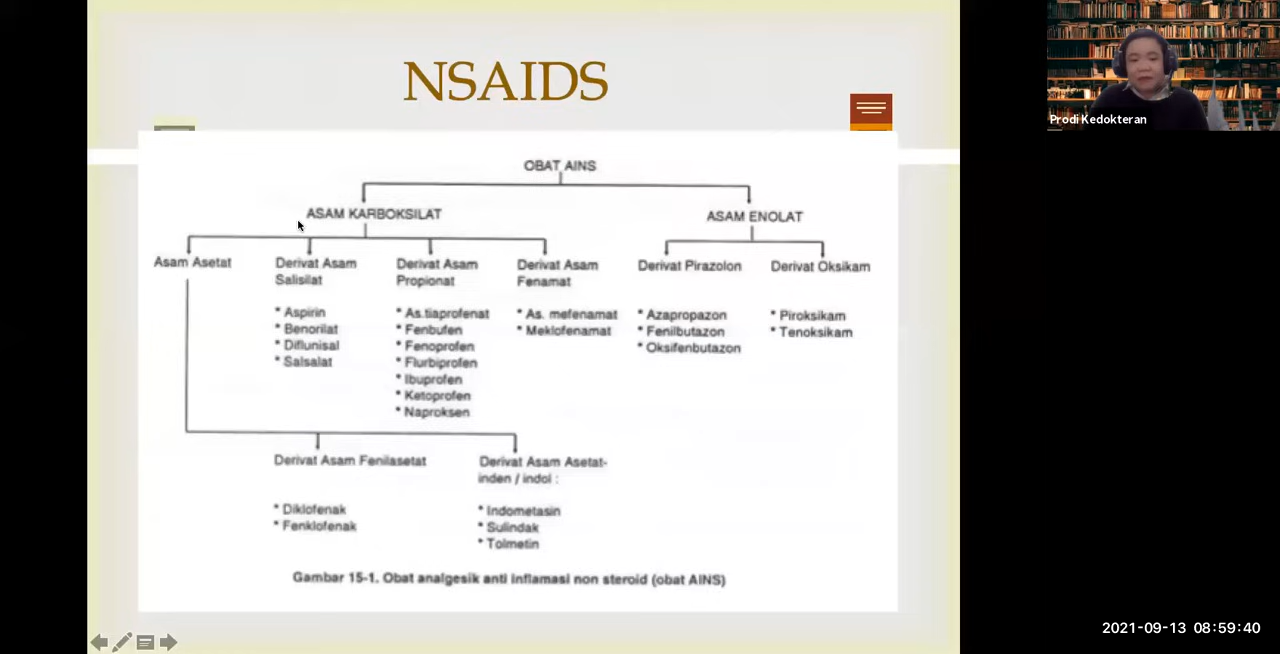 NSAIDS
Prodi Kedokteran
OBAT AINS
ASAM KARBOKSILAT
ASAM ENOLAT
Asam Asetat
Derivat Asam
Salisilat
* Aspirin
* Benorilat
* Diflunisal
* Salsalat
Derivat Asam
Propionat
* As.tiaprofenat
* Fenbufen
* Fenoprofen
* Flurbiprofen
* Ibuprofen
* Ketoprofen
* Naproksen
Derivat Asam
Fenamat
* As. mefenamat
* Meklofenamat
Derivat Pirazolon
* Azapropazon
* Fenilbutazon
* Oksifenbutazon
Derivat Oksikam
* Piroksikam
* Tenoksikam
Derivat Asam Fenilasetat
* Diklofenak
* Fenklofenak
Derivat Asam Asetat-
inden / indol :
* Indometasin
* Sulindak
* Tolmetin
Gambar 15-1. Obat analgesik anti inflamasi non steroid (obat AINS)
2021-09-13 08:59:40